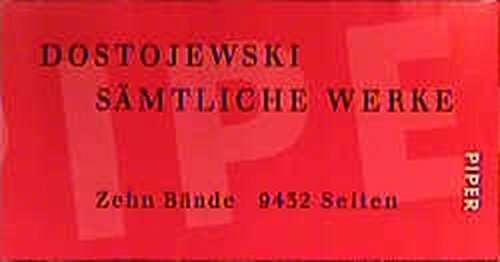 DOSTOJEWSKI
SÄMTLICHE WERKE
Zehn Bände 9432 Seiten
PIPER